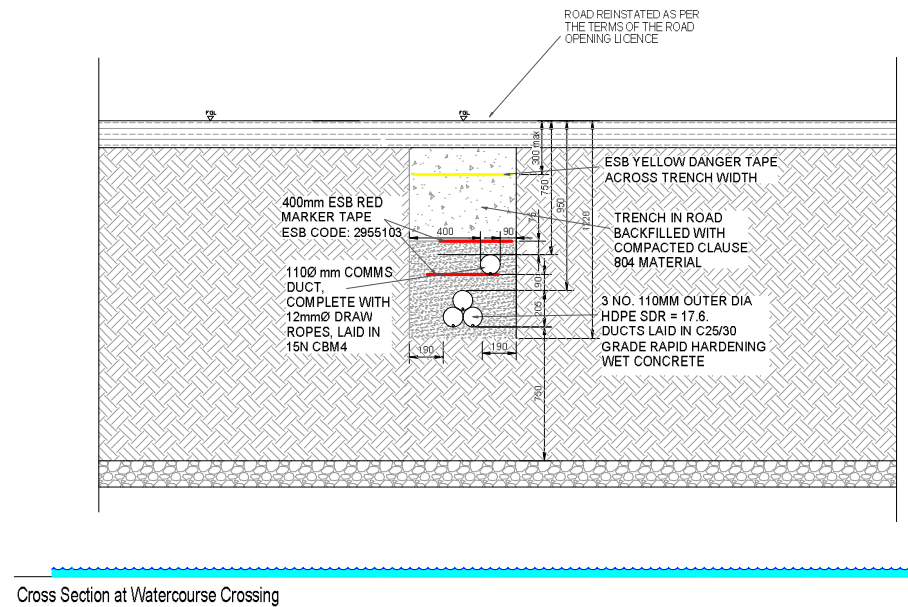 ROAD REINSTATED AS PER
THE TERMS OF THE ROAD
OPENING LICENCE
FGL
FGL
300 max
750
950
1220
ESB YELLOW DANGER TAPE
ACROSS TRENCH WIDTH
400mm ESB RED
MARKER TAPE
ESB CODE: 2955103
400
90
75
TRENCH IN ROAD
BACKFILLED WITH
COMPACTED CLAUSE
804 MATERIAL
110Ø mm COMMS
DUCT,
COMPLETE WITH
12mmØ DRAW
ROPES, LAID IN
15N CBM4
90
205
3 NO. 110MM OUTER DIA
HDPE SDR = 17.6.
DUCTS LAID IN C25/30
GRADE RAPID HARDENING
WET CONCRETE
190
190
750
Cross Section at Watercourse Crossing